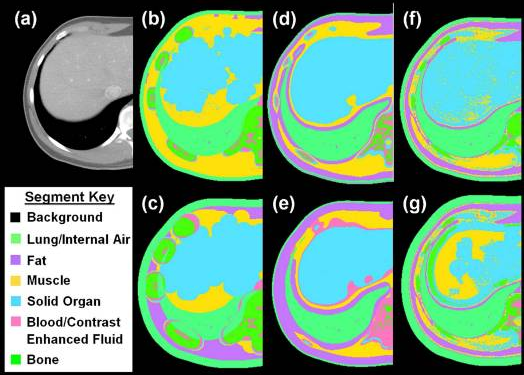 (a)
(b)
(d)
(f)
Segment Key
Background
Lung/Internal Air
Fat
Muscle
Solid Organ
Blood/Contrast
Enhanced Fluid
Bone
(c)
(e)
(g)